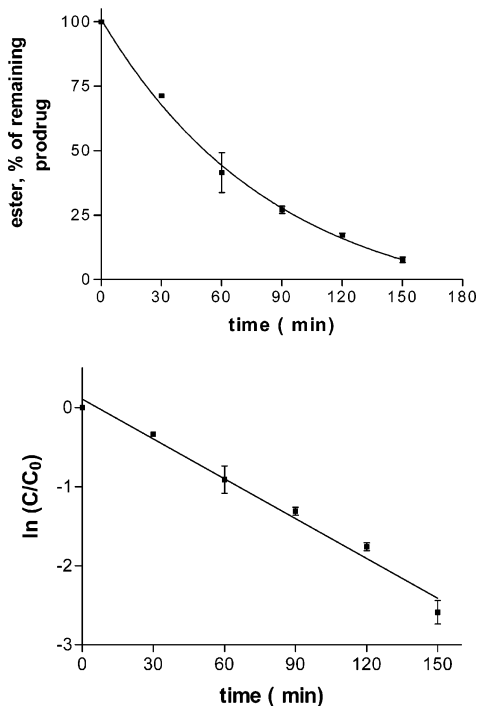 100
75
50
25
0
ester, % of remaining
prodrug
0 30 60 90 120 150 180
time ( min)
0
-1
-2
-3
ln (C/C0)
0 30 60 90 120 150
time ( min)